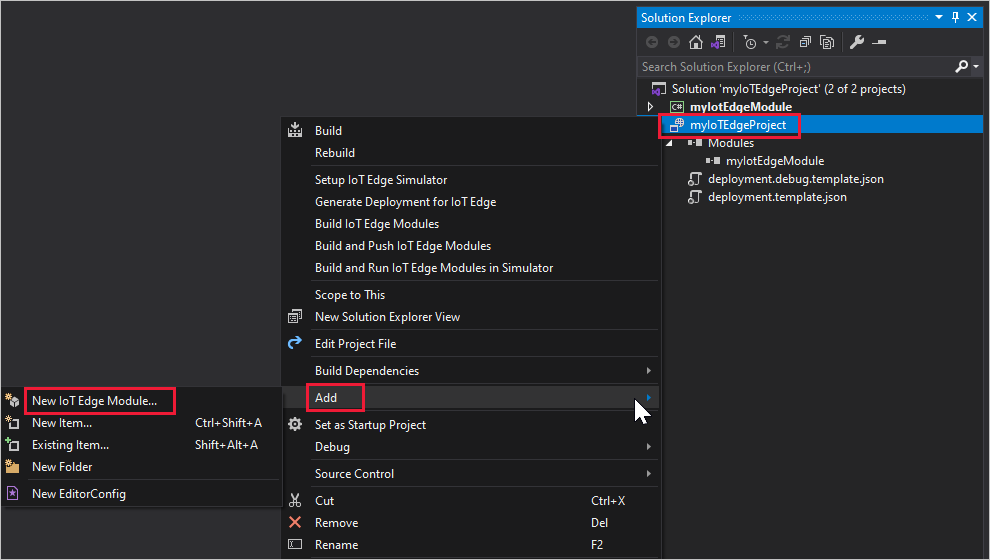 Solution Explorer
Search Solution Explorer (Ctrl+;)
Solution 'myIoTEdgeProject' (2 of 2 projects)
C# myIotEdgeModule
myIoTEdgeProject
Modules
myIotEdgeModule
deployment.debug.template.json
deployment.template.json
Build
Rebuild
Setup IoT Edge Simulator
Generate Deployment for IoT Edge
Build IoT Edge Modules
Build and Push IoT Edge Modules
Build and Run IoT Edge Modules in Simulator
Scope to This
New Solution Explorer View
Edit Project File
Build Dependencies
Add
Set as Startup Project
Debug
Source Control
Cut Ctrl+X
Remove Del
Rename F2
New IoT Edge Module...
New Item... Ctrl+Shift+A
Existing Item... Shift+Alt+A
New Folder
New EditorConfig